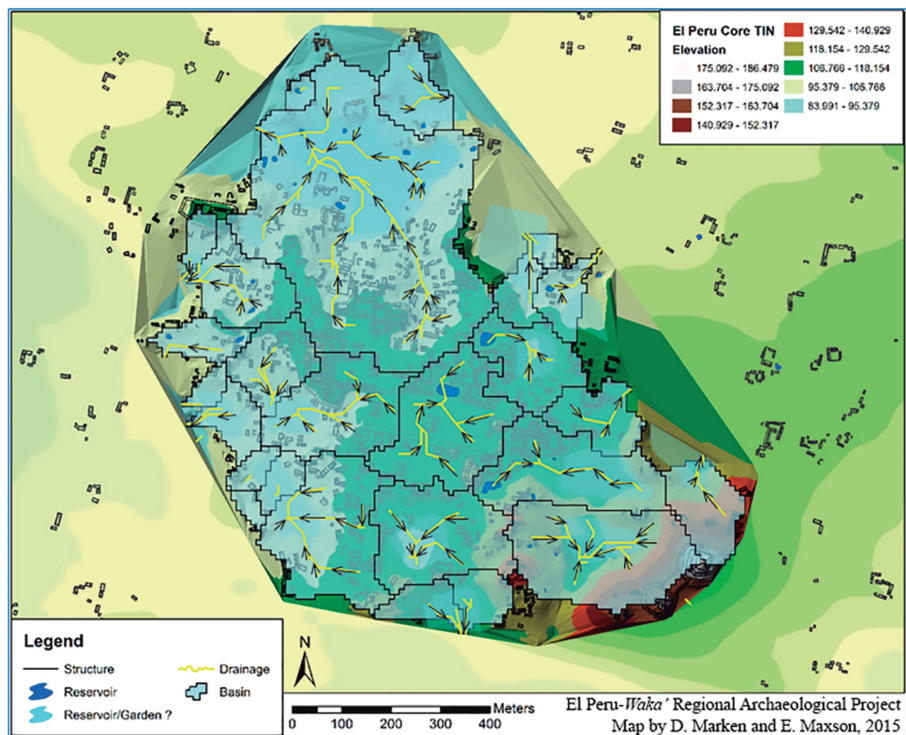 El Peru Core TIN
Elevation
175.092 - 186.479
163.704 - 175.092
152.317 - 163.704
140.929 - 152.317
129.542 - 140.929
118.154 - 129.542
106.766 - 118.154
95.379 - 106.766
83.991 - 95.379
Legend
Structure
Reservoir
Reservoir/Garden ?
Drainage
Basin
N
Meters
0 100 200 300 400
El Peru-Waka' Regional Archaeological Project
Map by D. Marken and E. Maxson, 2015